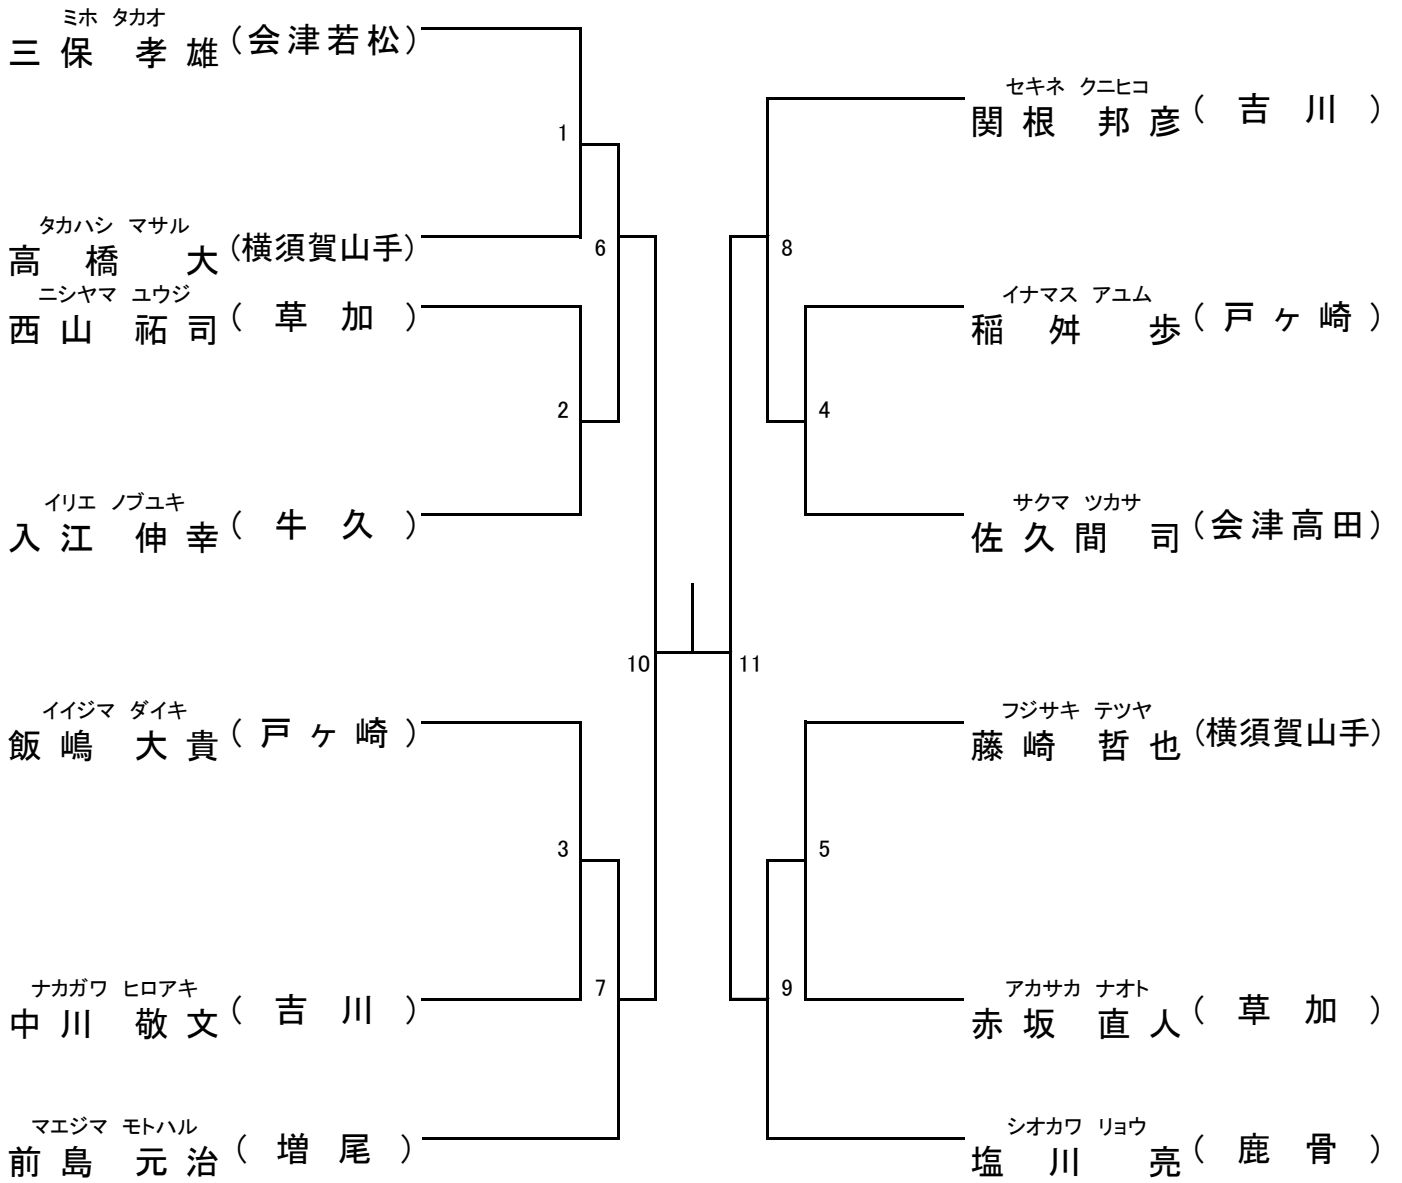 ミホ タカオ
三保 孝雄 (会津若松)
1
タカハシ マサル
高橋 大 (横須賀山手)
6
ニシヤマ ユウジ
西山 祐司 (草加)
2
イリエ ノブユキ
入江 伸幸 (牛久)
10
イイジマ ダイキ
飯嶋 大貴 (戸ヶ崎)
3
ナカガワ ヒロアキ
中川 敬文 (吉川)
7
マエジマ モトハル
前島 元治 (増尾)
セキネ クニヒコ
関根 邦彦 (吉川)
8
イナマス アユム
稲舛 歩 (戸ヶ崎)
4
サクマ ツカサ
佐久間 司 (会津高田)
11
フジサキ テツヤ
藤崎 哲也 (横須賀山手)
5
アカサカ ナオト
赤坂 直人 (草加)
9
シオカワ リョウ
塩川 亮 (鹿骨)